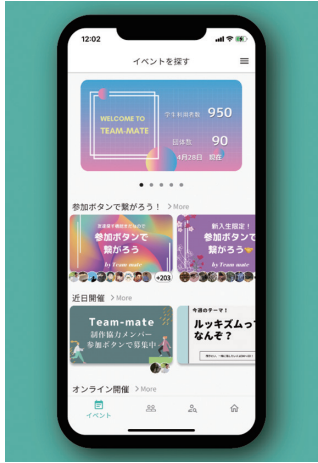 12:02
イベントを探す
WELCOME TO
TEAM-MATE
学生利用者数 950
団体数 90
4月28日 現在
参加ボタンで繋がろう！ >More
参加ボタンで
繋がろう
by Team-mate
+203
新入生限定！
参加ボタンで
繋がろう
by Team-mate
近日開催 >More
Team-mate
制作協力メンバー
参加ボタンで募集中
今週のテーマ！
ルッキズムっ
なんぞ？
オンライン開催 >More
イベント